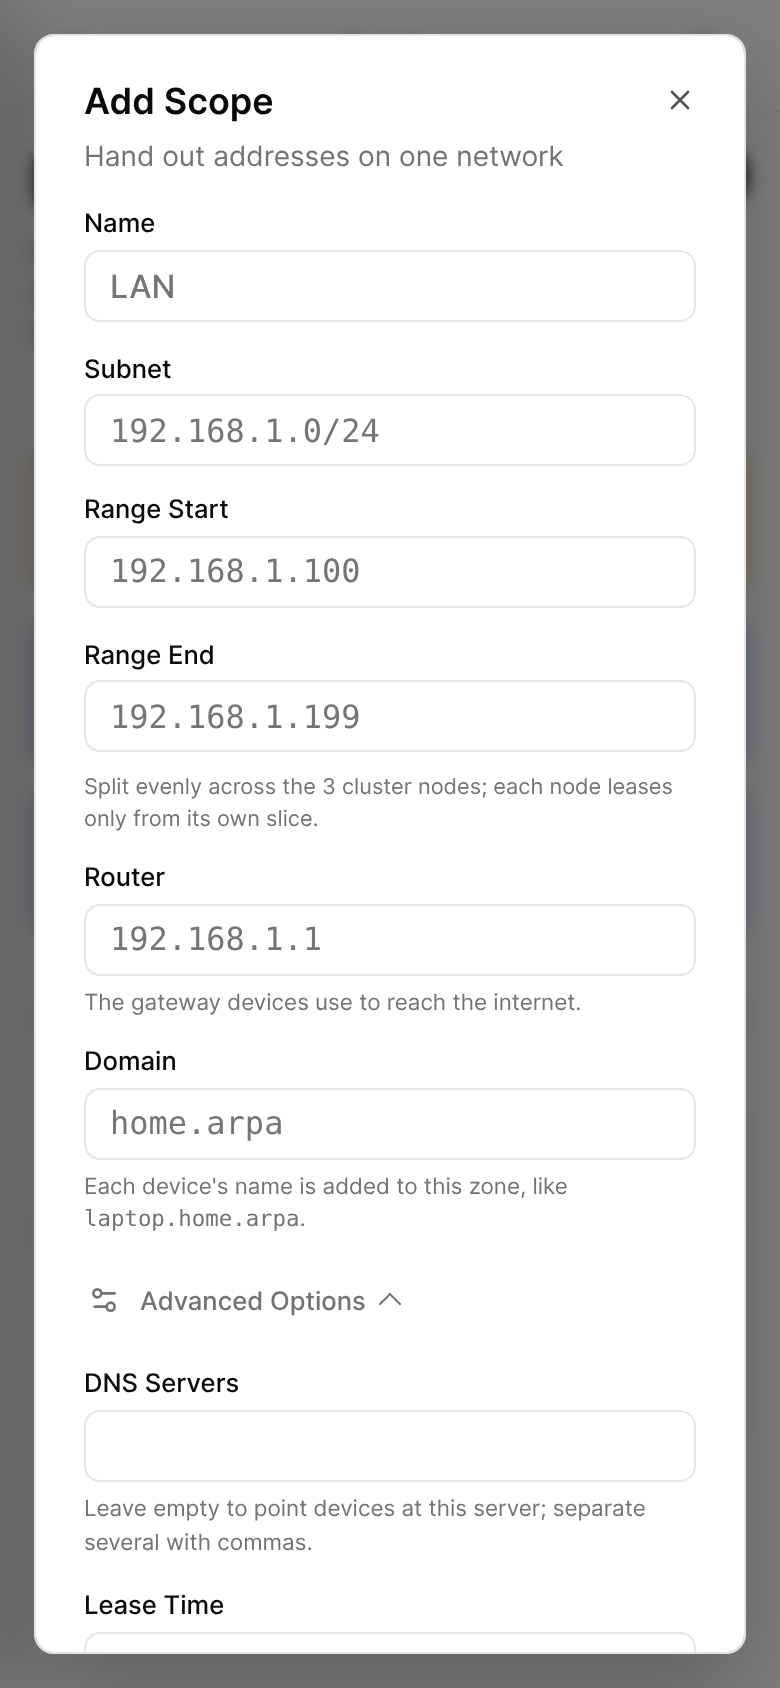 Add Scope
Hand out addresses on one network
Name
LAN
Subnet
192.168.1.0/24
Range Start
192.168.1.100
Range End
192.168.1.199
Split evenly across the 3 cluster nodes; each node leases
only from its own slice.
Router
192.168.1.1
The gateway devices use to reach the internet.
Domain
home.arpa
Each device's name is added to this zone, like
laptop.home.arpa.
Advanced Options
DNS Servers
Leave empty to point devices at this server; separate
several with commas.
Lease Time